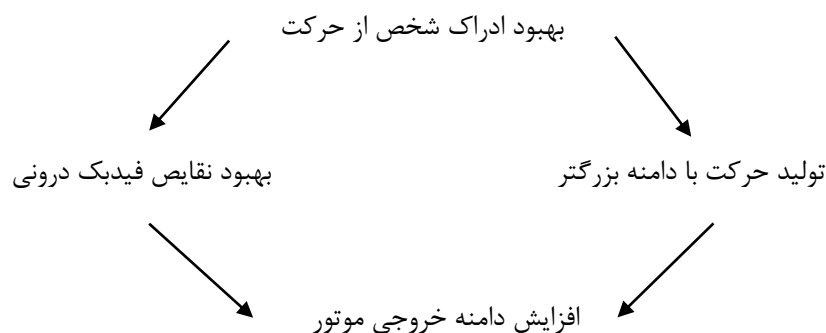 بهبود ادراک شخص از حرکت
تولید حرکت با دامنه بزرگتر
بهبود نقایص فیدبک درونی
افزایش دامنه خروجی موتور